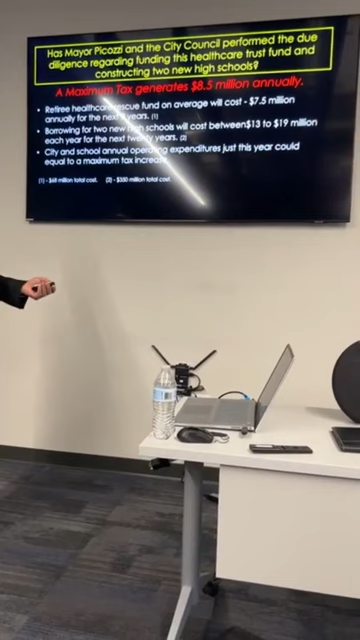 Has Mayor Picozzi and the City Council performed the due
diligence regarding funding this healthcare trust fund and
constructing two new high schools?
A Maximum Tax generates $8.5 million annually.
• Retiree healthcare rescue fund on average will cost - $7.5 million
annually for the next years. (1)
• Borrowing for two new high schools will cost between$13 to $19 million
each year for the next twenty years. (2)
• City and school annual operating expenditures just this year could
equal to a maximum tax increase.
(1) - $68 million total cost. (2) - $350 million total cost.